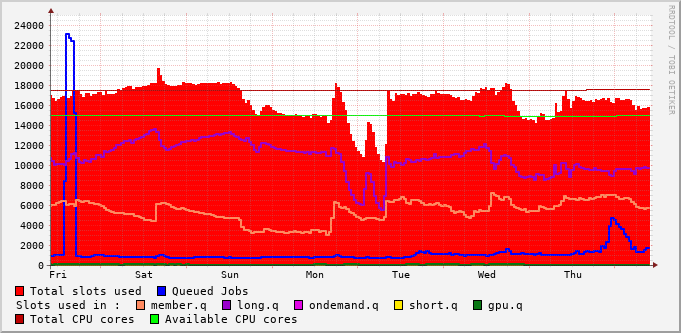 24000
22000
20000
18000
16000
14000
12000
10000
8000
6000
4000
2000
0
Fri Sat Sun Mon Tue Wed Thu
RRDTOOL / TOBI OETIKER
Total slots used Queued Jobs
Slots used in : member.q long.q ondemand.q short.q gpu.q
Total CPU cores Available CPU cores